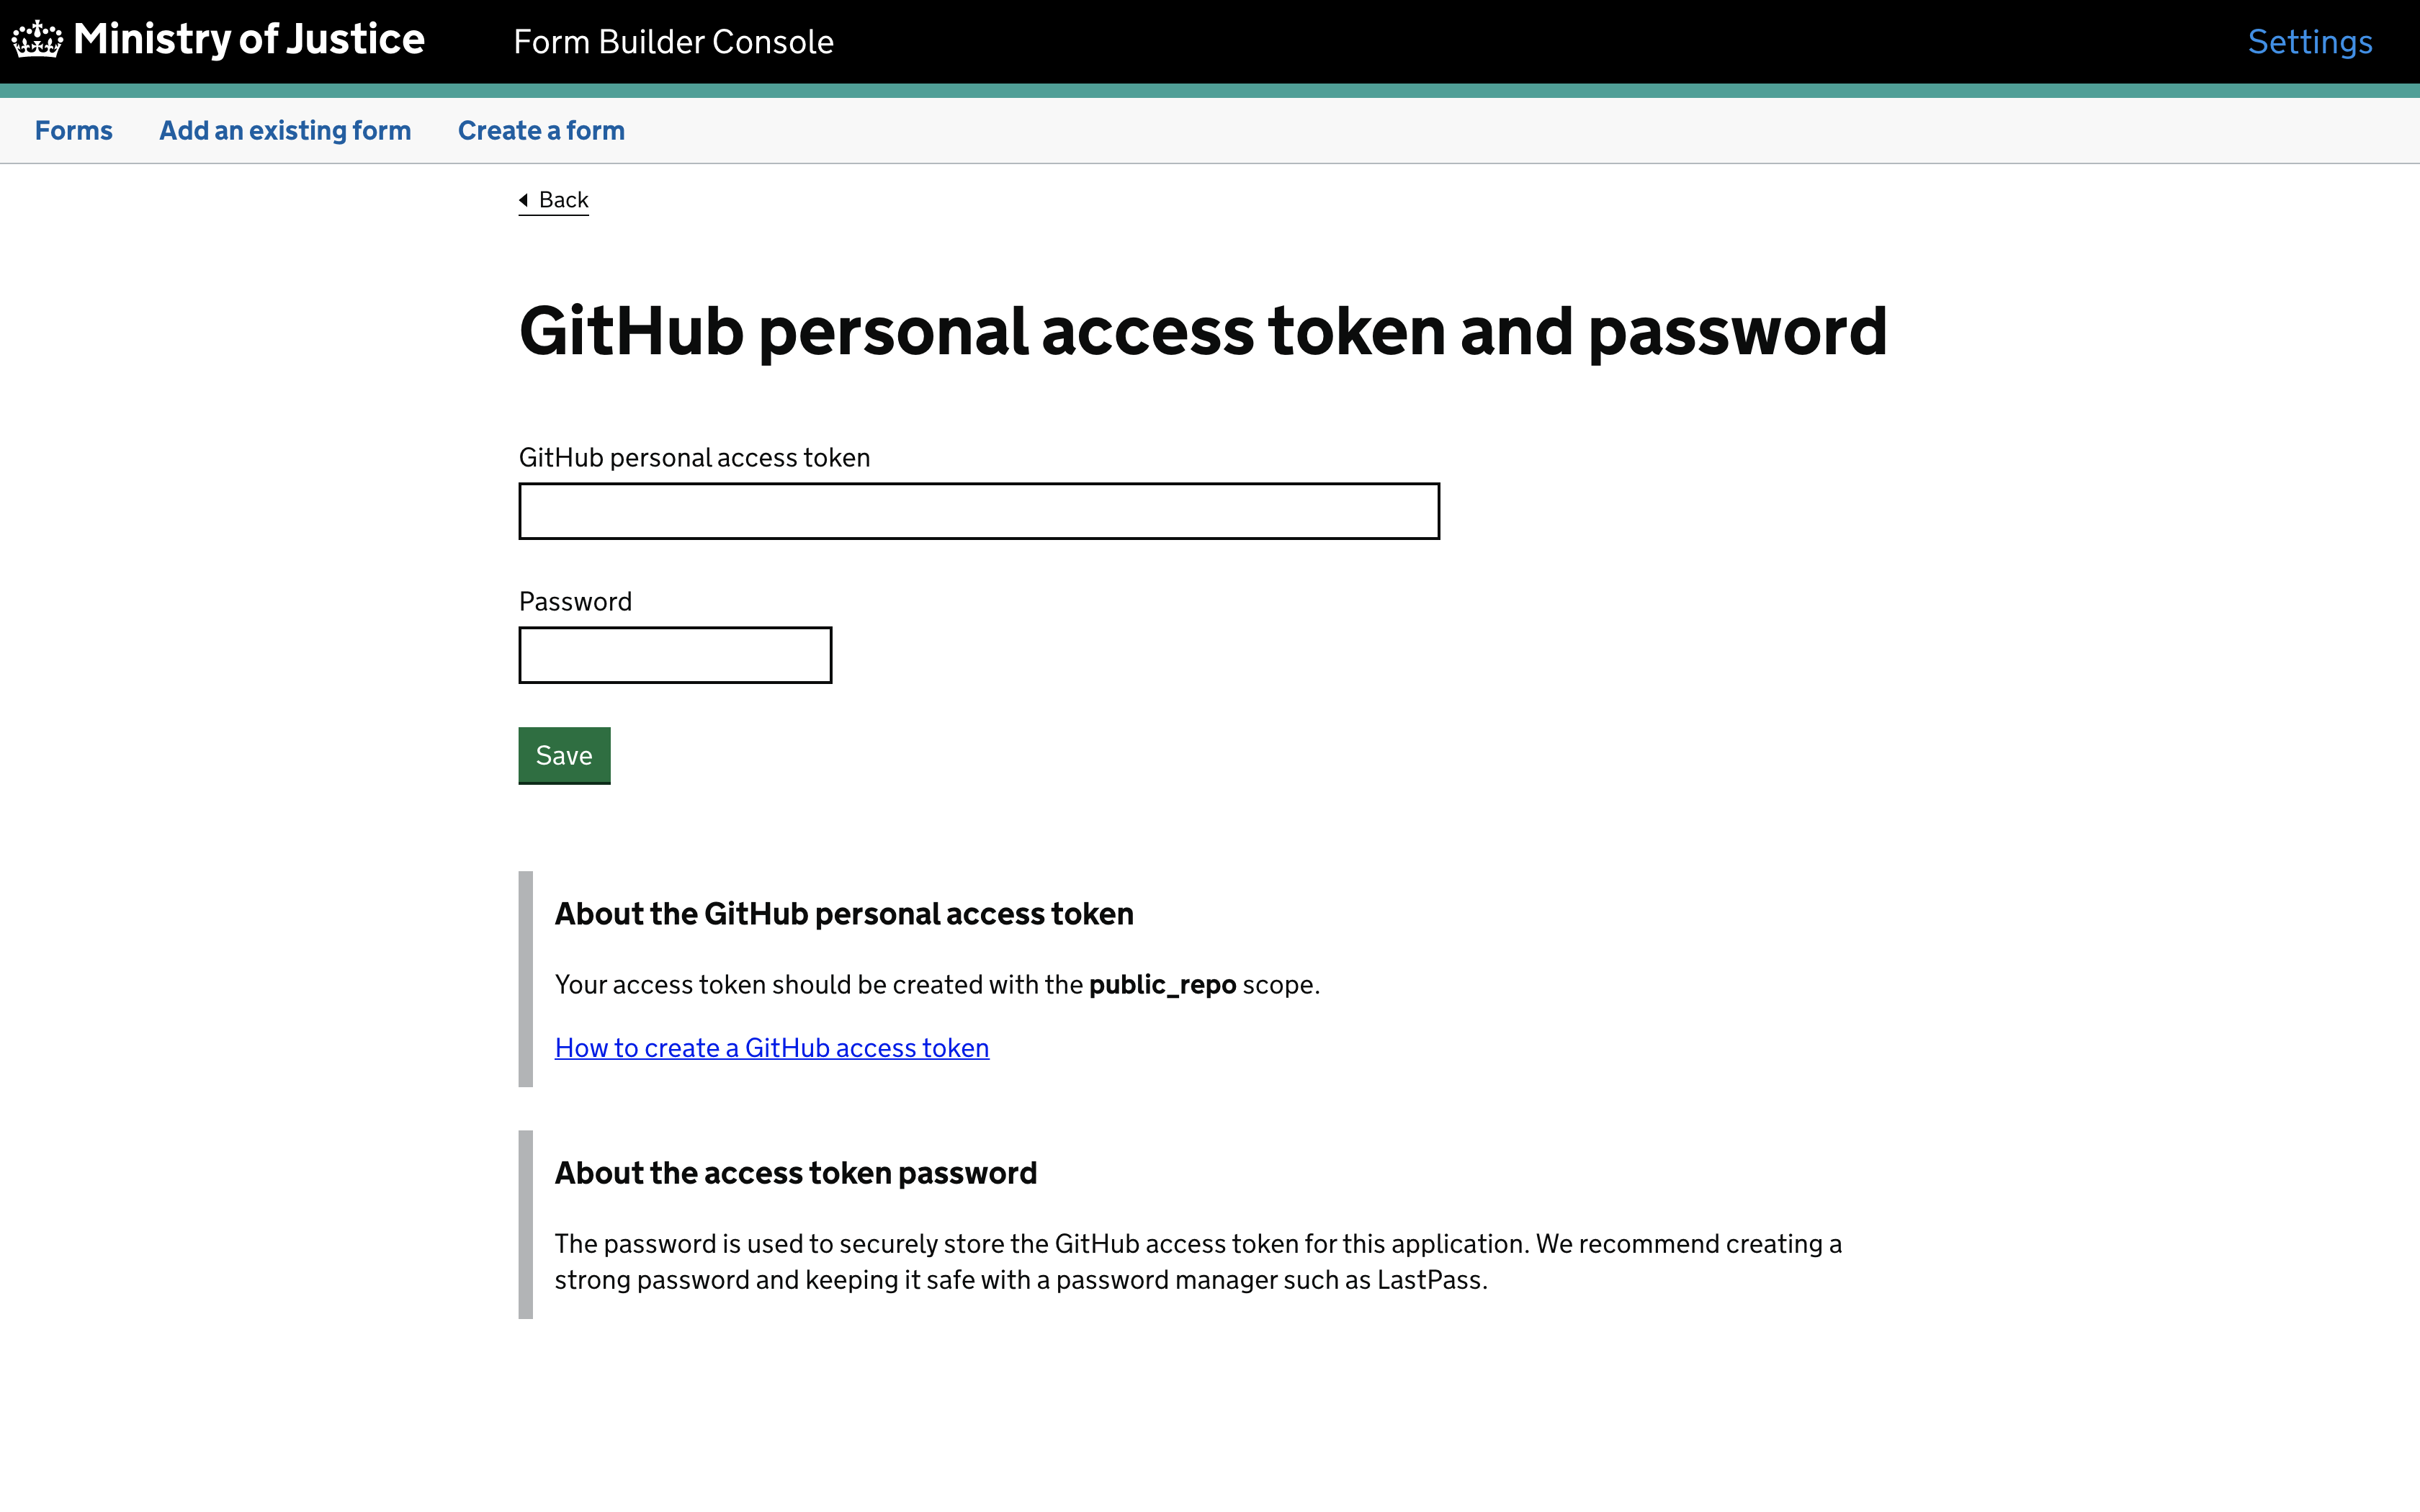 Ministry of Justice
Form Builder Console
Settings
Forms
Add an existing form
Create a form
Back
GitHub personal access token and password
GitHub personal access token
Password
Save
About the GitHub personal access token
Your access token should be created with the public_repo scope.
How to create a GitHub access token
About the access token password
The password is used to securely store the GitHub access token for this application. We recommend creating a
strong password and keeping it safe with a password manager such as LastPass.